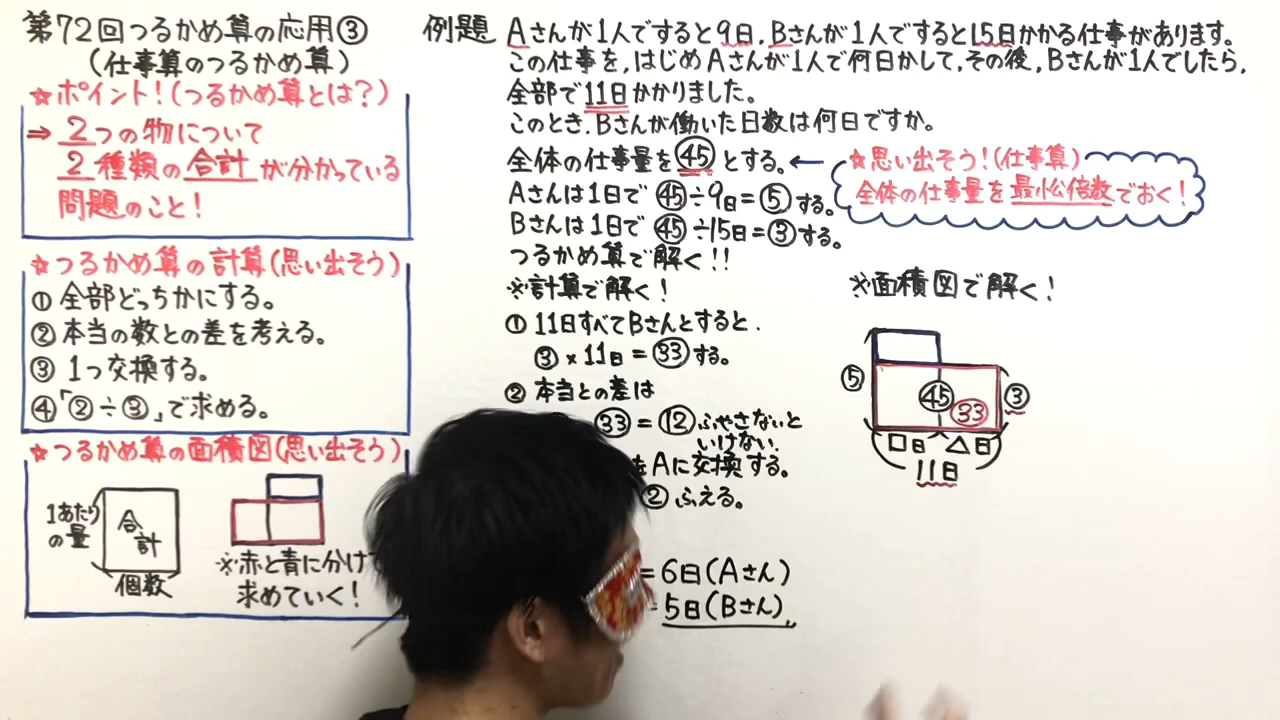 第72回つるかめ算の応用③
(仕事算のつるかめ算)
☆ポイント!(つるかめ算とは?)
⇒ 2つの物について
2種類の合計が分かっている
問題のこと!
☆つるかめ算の計算(思い出そう)
① 全部どっちかにする。
② 本当の数との差を考える。
③ 1つ交換する。
④「②÷③」で求める。
☆つるかめ算の面積図(思い出そう)
1あたり
の量
合
計
個数
※赤と青に分けて
求めていく!
例題 Aさんが1人ですると9日,Bさんが1人ですると15日かかる仕事があります。
この仕事を,はじめAさんが1人で何日かして,その後,Bさんが1人でしたら,
全部で11日かかりました。
このとき,Bさんが働いた日数は何日ですか。
全体の仕事量を㊺とする。←
☆思い出そう!(仕事算)
全体の仕事量を最小公倍数でおく!
Aさんは1日で ㊺÷9日=⑤する。
Bさんは1日で ㊺÷15日=③する。
つるかめ算で解く!!
※計算で解く!
① 11日すべてBさんとすると,
③×11日=㉝する。
② 本当との差は
㉝=⑫ふやさないと
いけない.
をAに交換する。
②ふえる。
=6日(Aさん)
5日(Bさん)
※面積図で解く!
⑤
㊺
㉝
③
□日 △日
11日